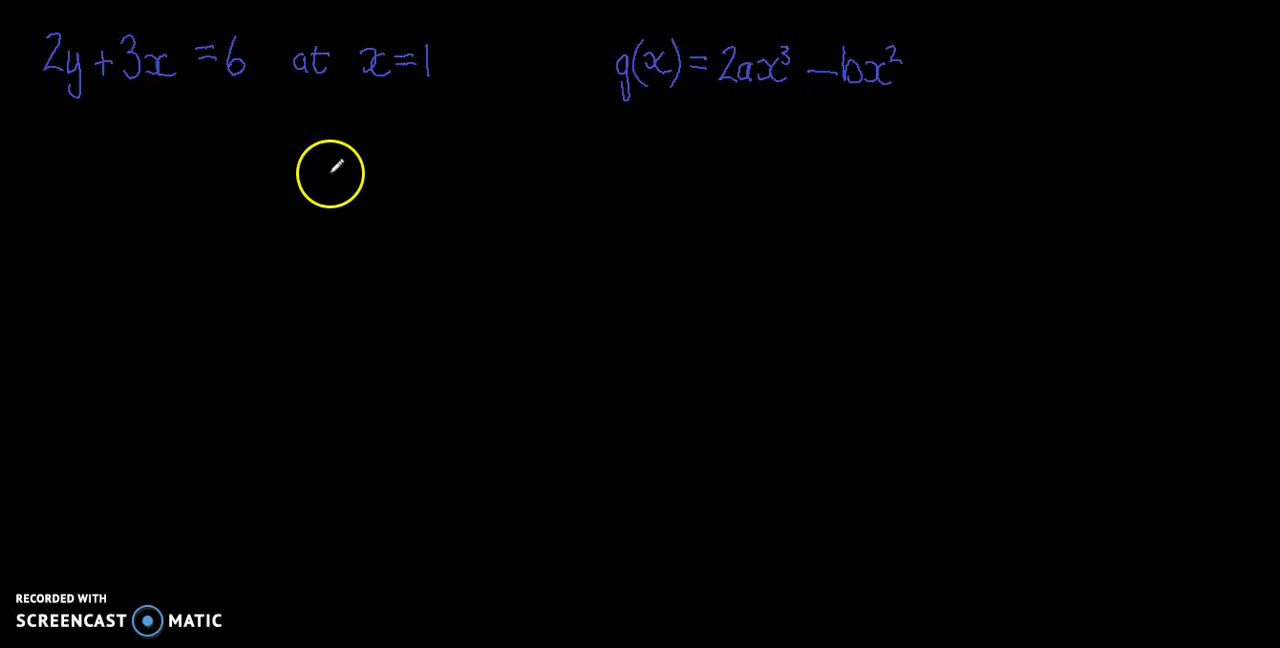 2y + 3x = 6 at x = 1
g(x) = 2ax³ - bx²
RECORDED WITH
SCREENCAST MATIC